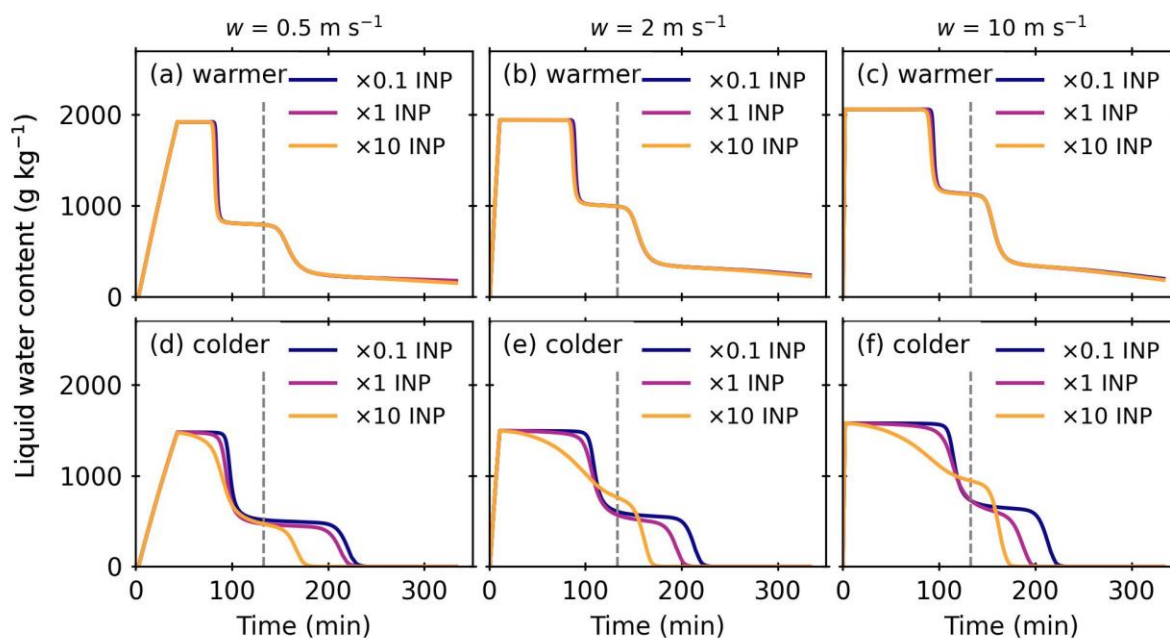 w = 0.5 m s⁻¹
w = 2 m s⁻¹
w = 10 m s⁻¹
Liquid water content (g kg⁻¹)
(a) warmer
×0.1 INP
×1 INP
×10 INP
2000
1000
0
(b) warmer
×0.1 INP
×1 INP
×10 INP
(c) warmer
×0.1 INP
×1 INP
×10 INP
(d) colder
×0.1 INP
×1 INP
×10 INP
2000
1000
0
0 100 200 300
Time (min)
(e) colder
×0.1 INP
×1 INP
×10 INP
0 100 200 300
Time (min)
(f) colder
×0.1 INP
×1 INP
×10 INP
0 100 200 300
Time (min)